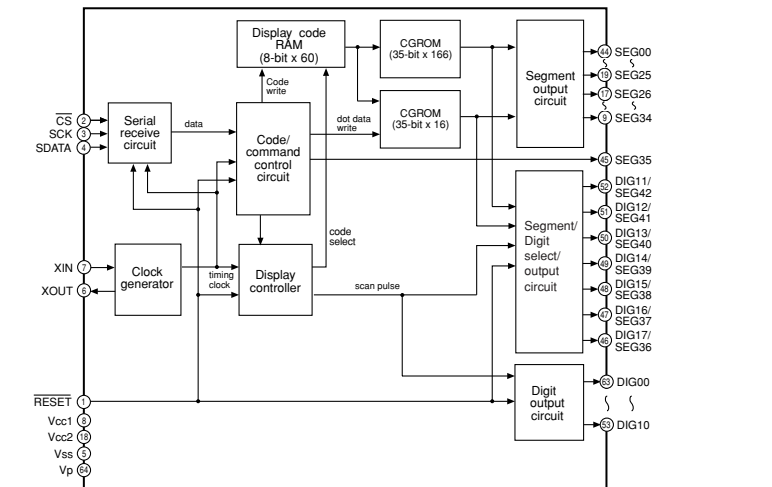 Display code
RAM
(8-bit x 60)
CGROM
(35-bit x 166)
CGROM
(35-bit x 16)
Segment
output
circuit
44 SEG00
19 SEG25
17 SEG26
9 SEG34
45 SEG35
Code
write
dot data
write
CS 2
SCK 3
SDATA 4
Serial
receive
circuit
data
Code/
command
control
circuit
52 DIG11/
SEG42
51 DIG12/
SEG41
50 DIG13/
SEG40
49 DIG14/
SEG39
48 DIG15/
SEG38
47 DIG16/
SEG37
46 DIG17/
SEG36
Segment/
Digit
select/
output
circuit
code
select
XIN 7
XOUT 6
Clock
generator
timing
clock
Display
controller
scan pulse
Digit
output
circuit
63 DIG00
53 DIG10
RESET 1
Vcc1 8
Vcc2 18
Vss 5
Vp 64